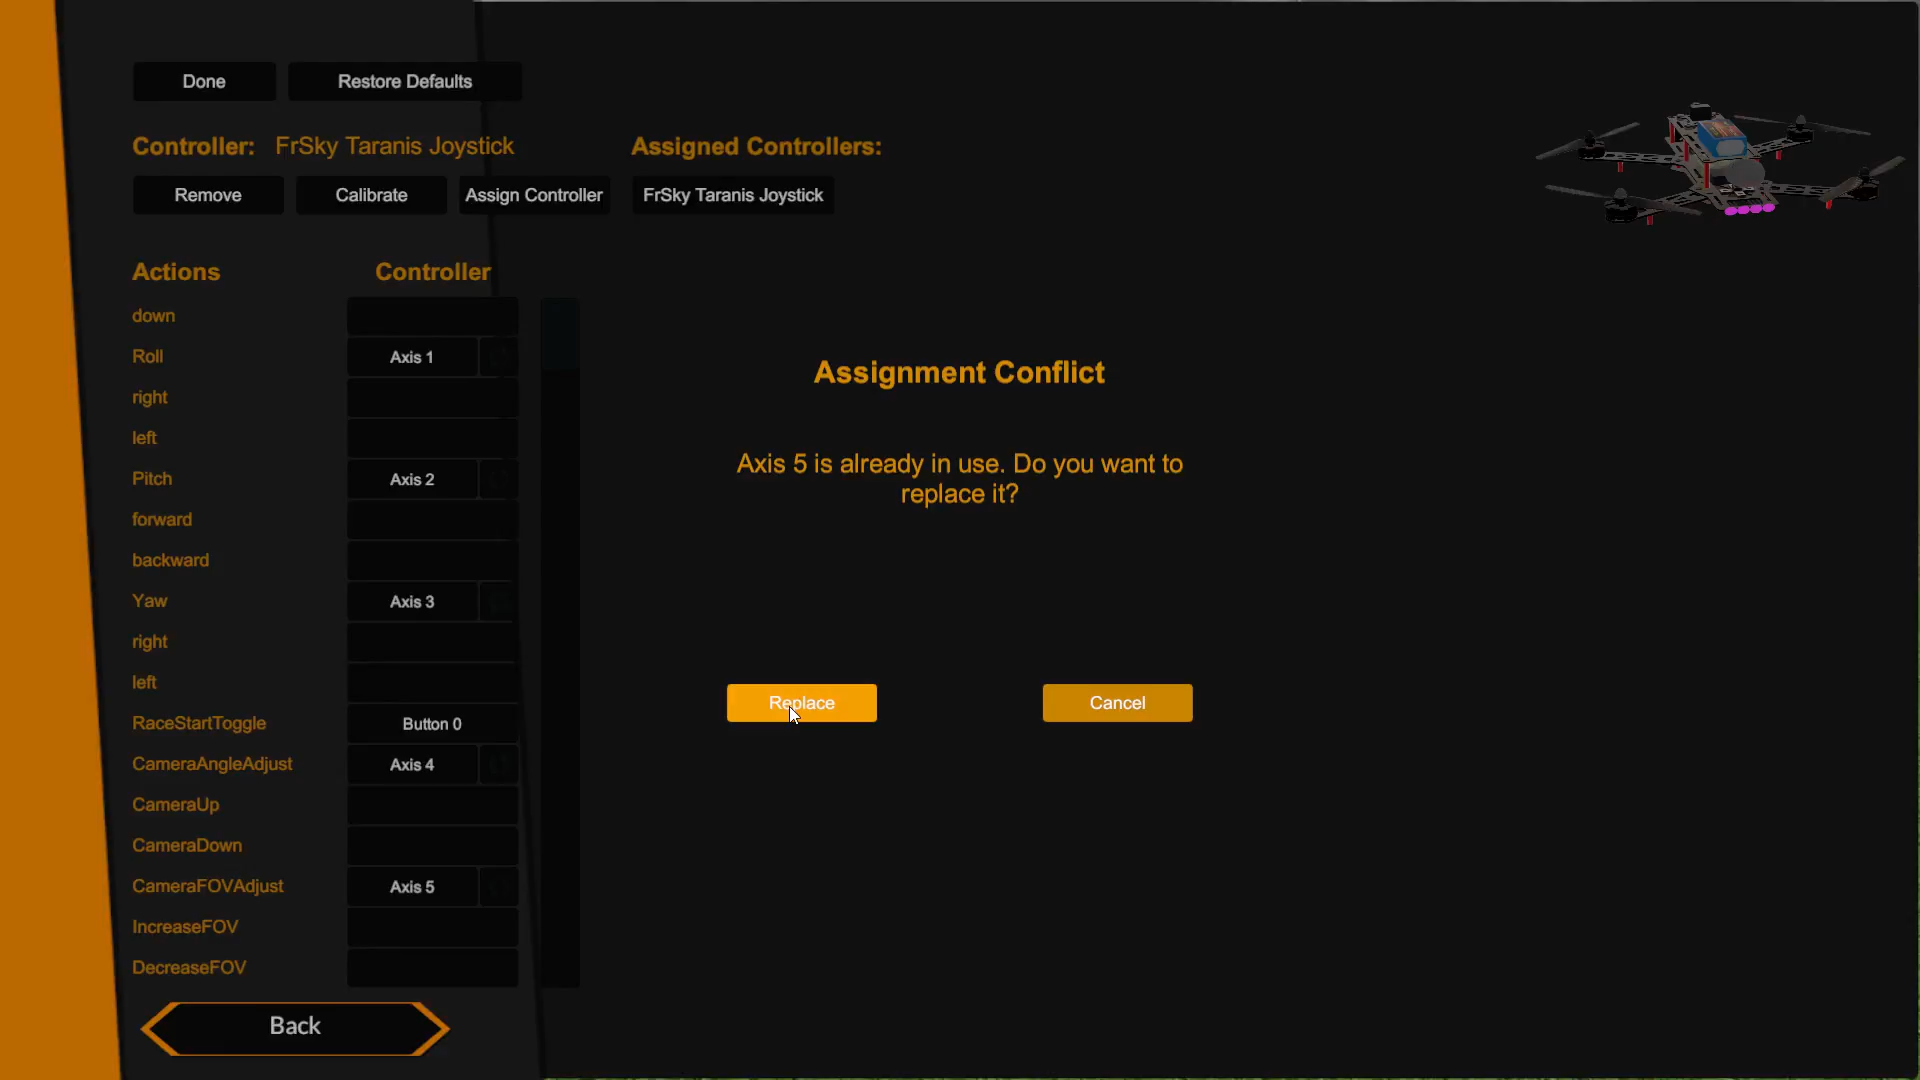 Done
Restore Defaults
Controller: FrSky Taranis Joystick
Assigned Controllers:
Remove
Calibrate
Assign Controller
FrSky Taranis Joystick
Actions
Controller
down
Roll
Axis 1
right
left
Pitch
Axis 2
forward
backward
Yaw
Axis 3
right
left
RaceStartToggle
Button 0
CameraAngleAdjust
Axis 4
CameraUp
CameraDown
CameraFOVAdjust
Axis 5
IncreaseFOV
DecreaseFOV
Back
Assignment Conflict
Axis 5 is already in use. Do you want to
replace it?
Replace
Cancel